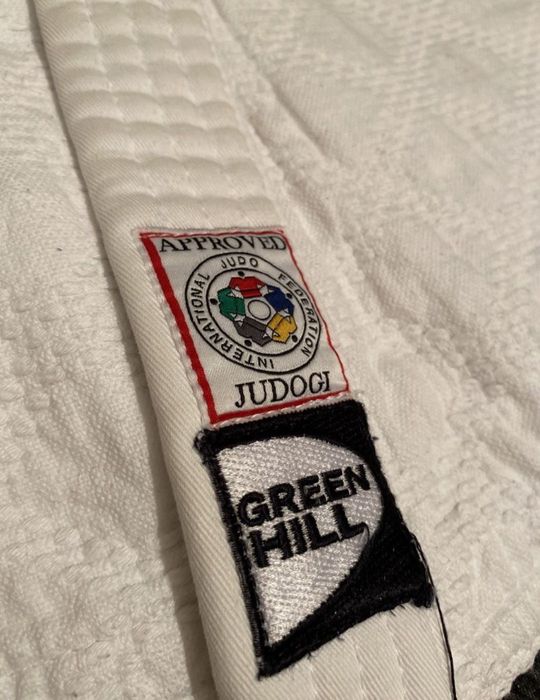 APPROVED
INTERNATIONAL JUDO FEDERATION
JUDOGI
GREEN
HILL